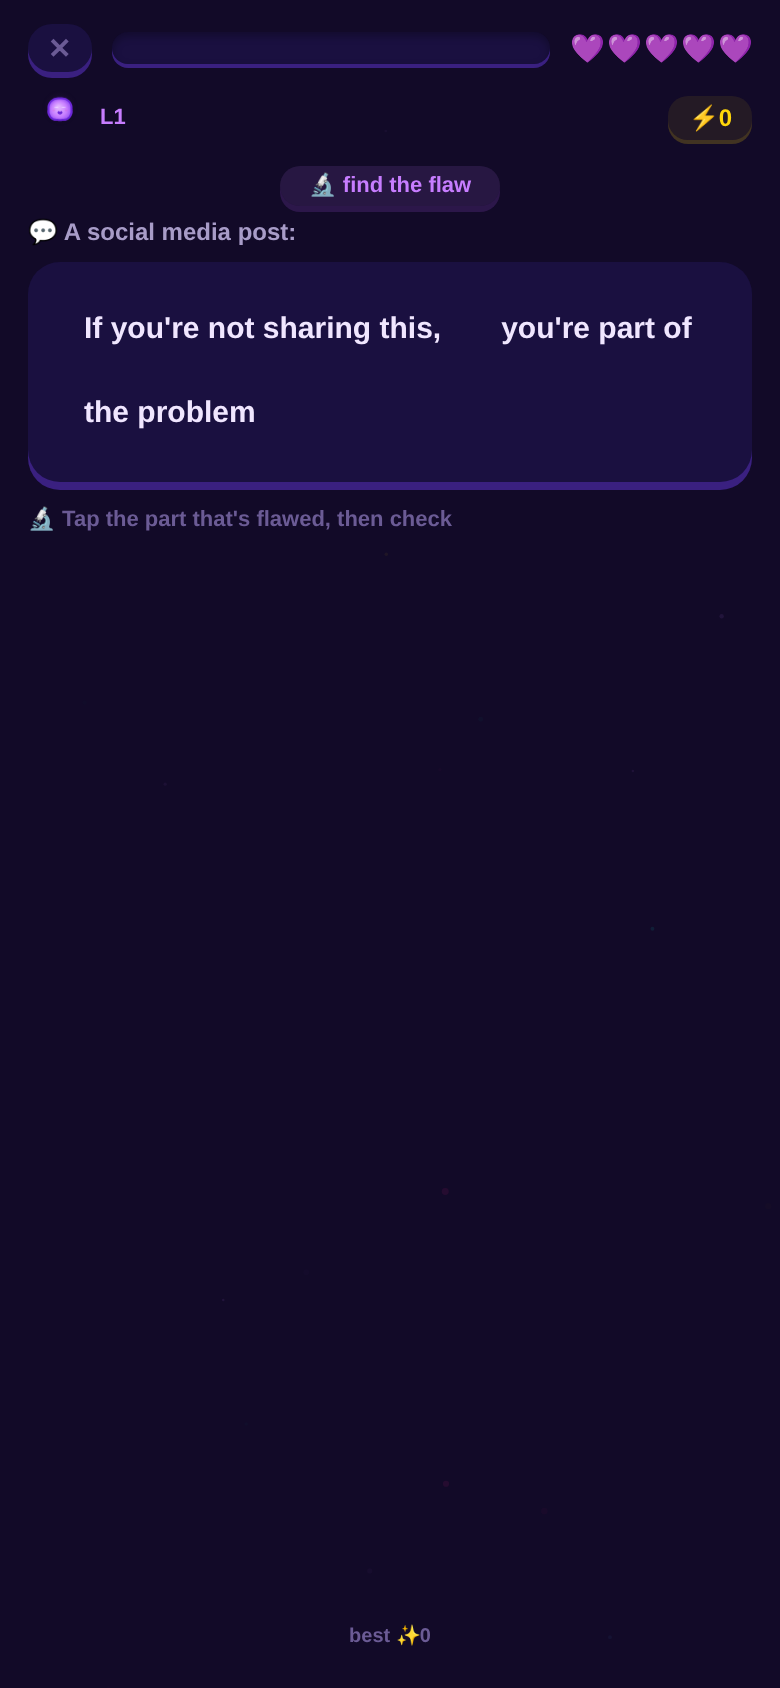 ✕ 💜💜💜💜💜
L1 ⚡0
🔬 find the flaw
💬 A social media post:
If you're not sharing this, you're part of
the problem
🔬 Tap the part that's flawed, then check
best ✨0